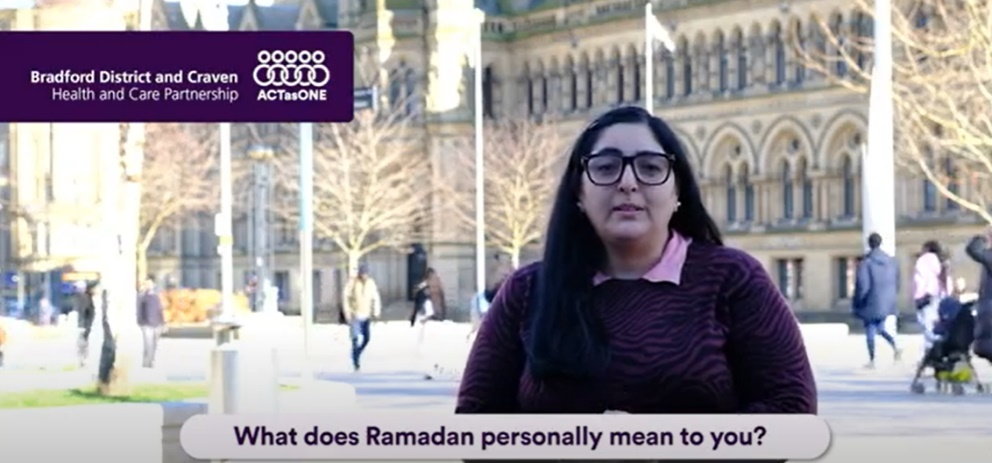 Bradford District and Craven
Health and Care Partnership
ACTasONE
What does Ramadan personally mean to you?